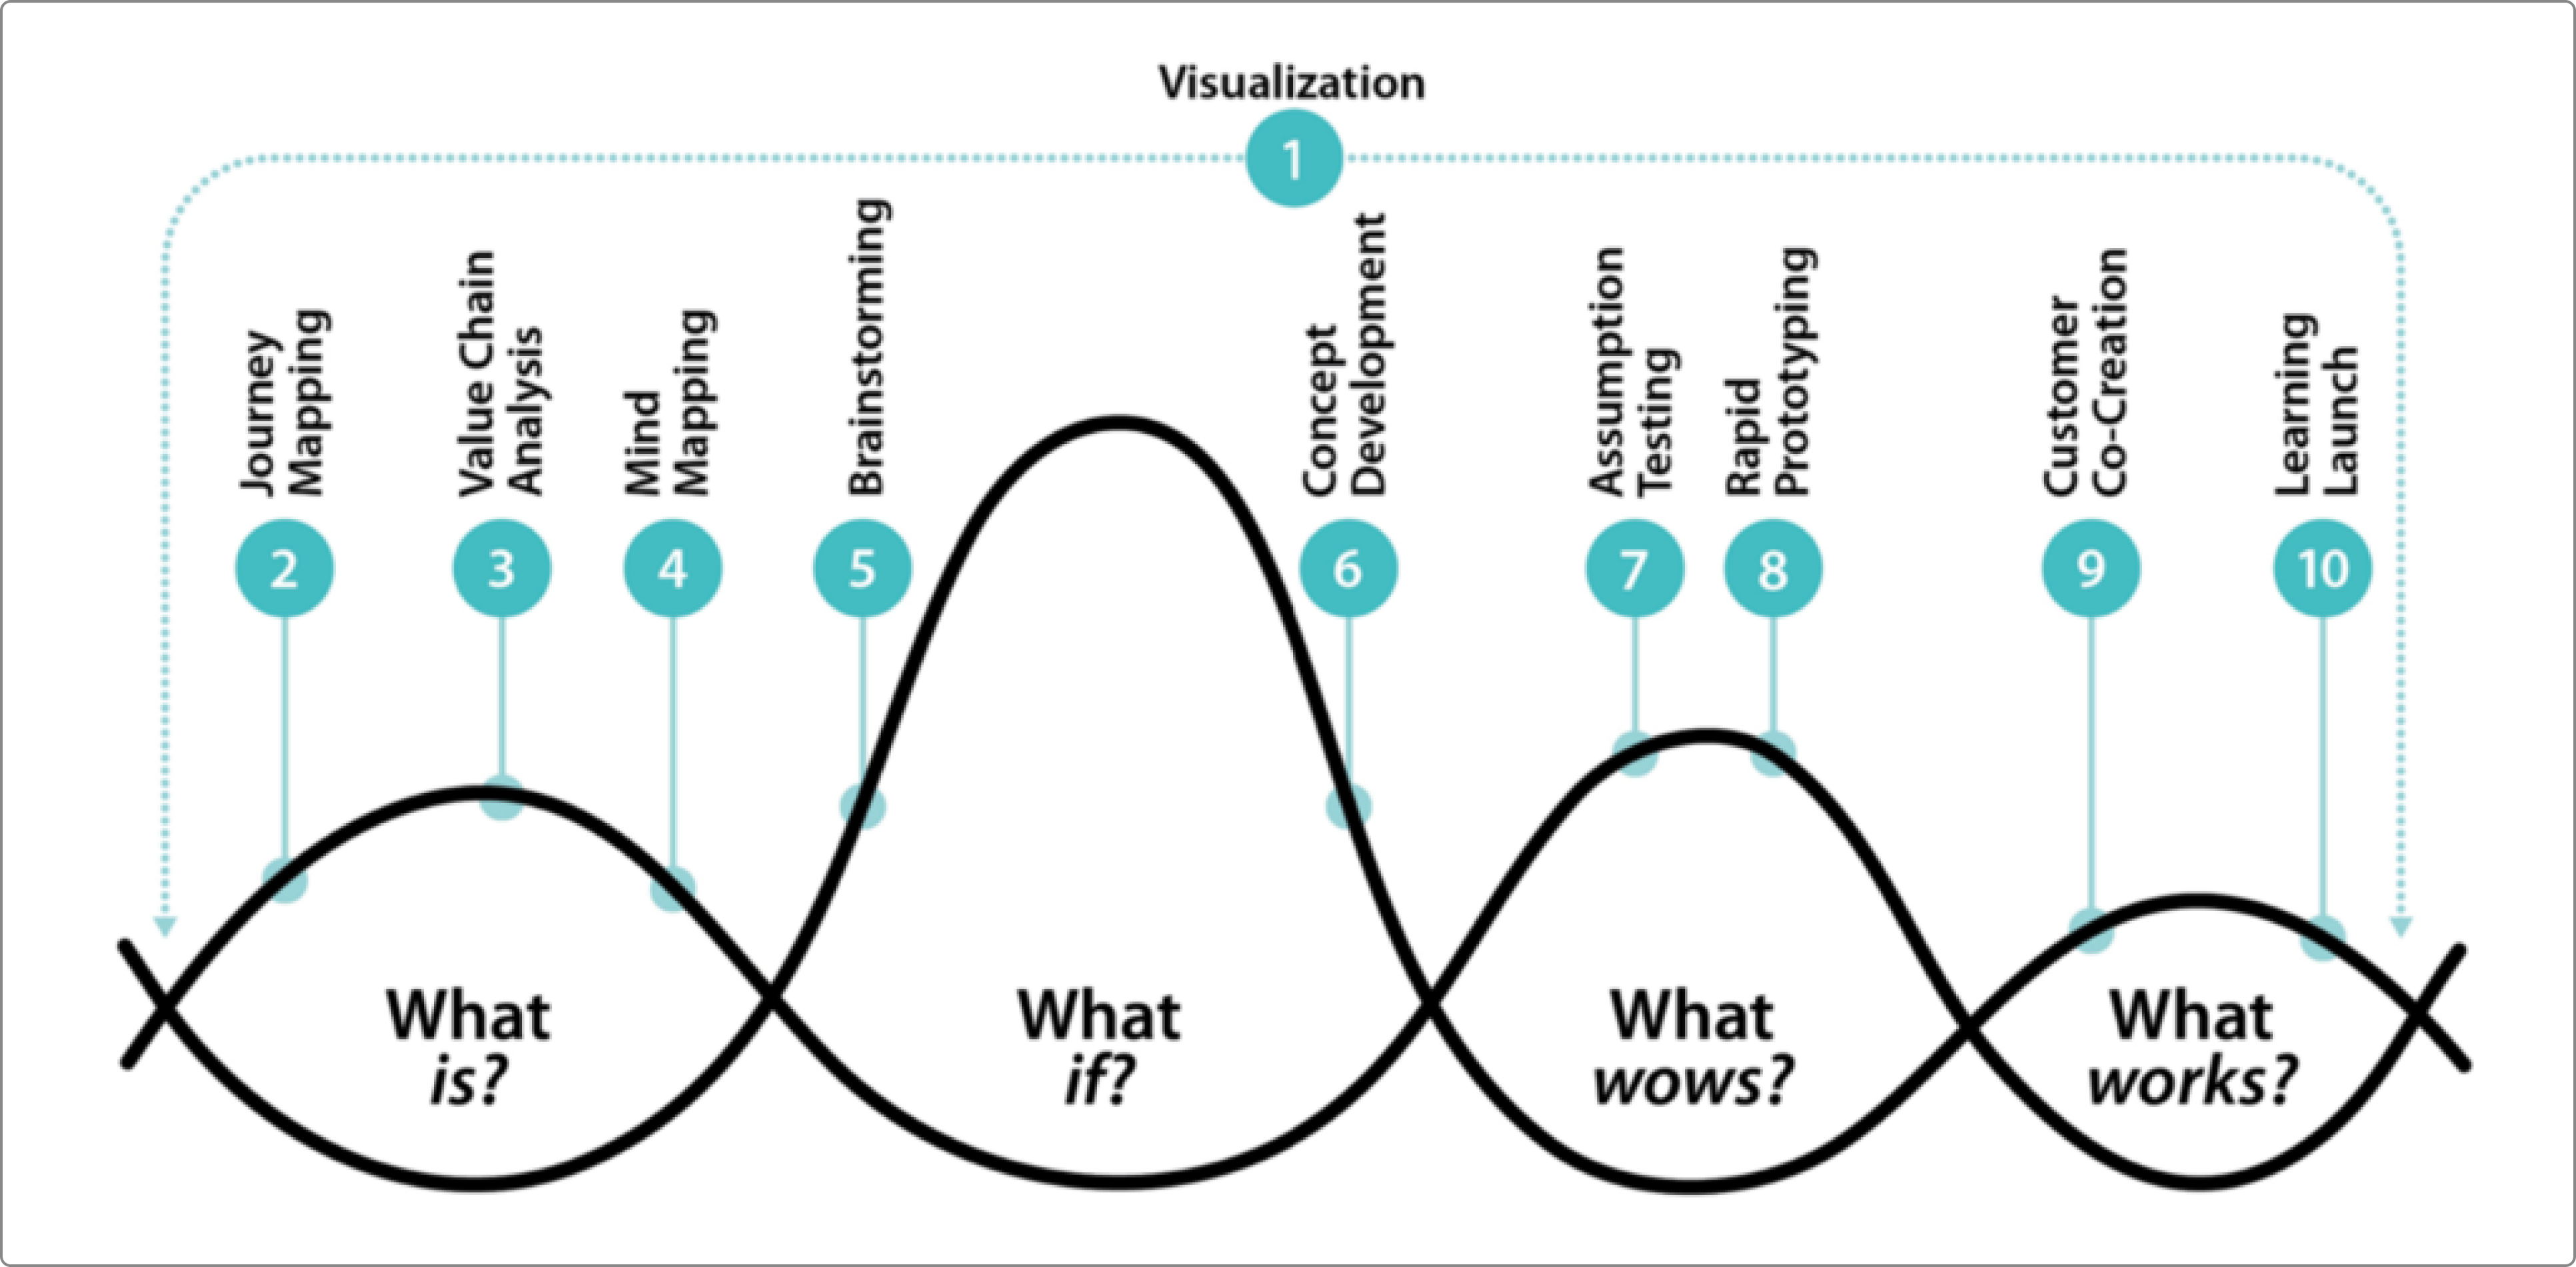 Visualization
1
Journey
Mapping
2
Value Chain
Analysis
3
Mind
Mapping
4
Brainstorming
5
Concept
Development
6
Assumption
Testing
7
Rapid
Prototyping
8
Customer
Co-Creation
9
Learning
Launch
10
What
is?
What
if?
What
wows?
What
works?